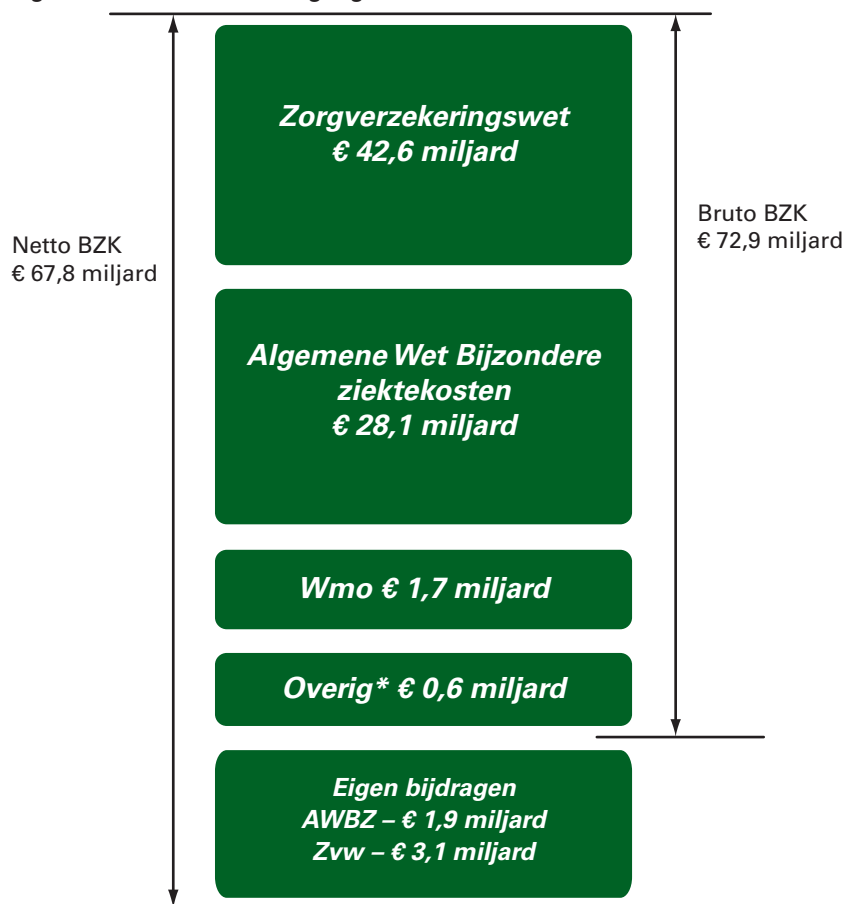 Zorgverzekeringswet
€ 42,6 miljard
Bruto BZK
€ 72,9 miljard
Netto BZK
€ 67,8 miljard
Algemene Wet Bijzondere
ziektekosten
€ 28,1 miljard
Wmo € 1,7 miljard
Overig* € 0,6 miljard
Eigen bijdragen
AWBZ – € 1,9 miljard
Zvw – € 3,1 miljard